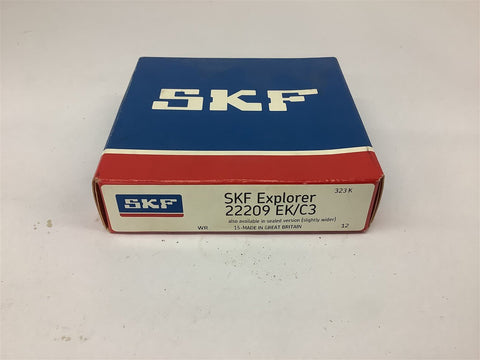 SKF
323 K
SKF
SKF Explorer
22209 EK/C3
also available in sealed version (slightly wider)
WR 15-MADE IN GREAT BRITAIN 12